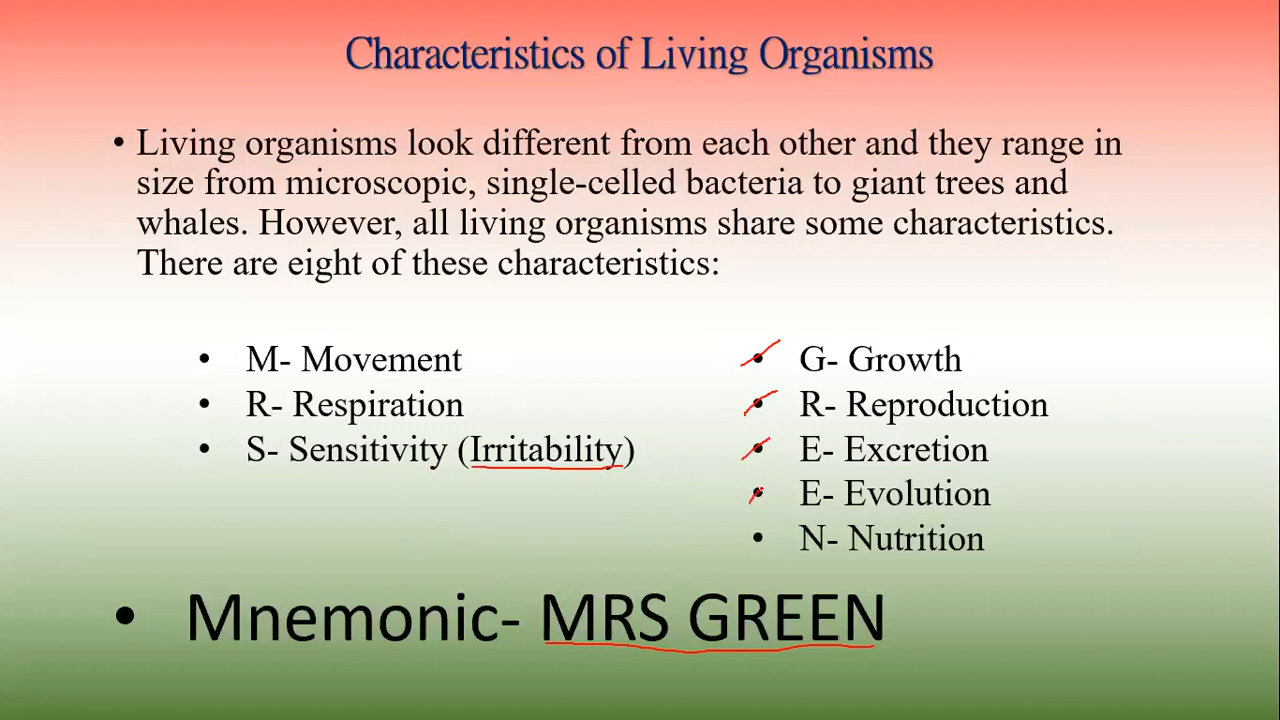 Characteristics of Living Organisms
• Living organisms look different from each other and they range in
size from microscopic, single-celled bacteria to giant trees and
whales. However, all living organisms share some characteristics.
There are eight of these characteristics:
• M- Movement
• R- Respiration
• S- Sensitivity (Irritability)
• G- Growth
• R- Reproduction
• E- Excretion
• E- Evolution
• N- Nutrition
• Mnemonic- MRS GREEN